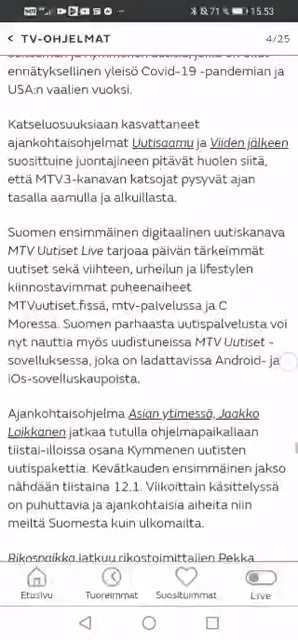 71 % 15.53
< TV-OHJELMAT 4/25
ennätyksellinen yleisö Covid-19 -pandemian ja
USA:n vaalien vuoksi.
Katseluosuuksiaan kasvattaneet
ajankohtaisohjelmat Uutisaamu ja Viiden jälkeen
suosittuine juontajineen pitävät huolen siitä,
että MTV3-kanavan katsojat pysyvät ajan
tasalla aamulla ja alkuillasta.
Suomen ensimmäinen digitaalinen uutiskanava
MTV Uutiset Live tarjoaa päivän tärkeimmät
uutiset sekä viihteen, urheilun ja lifestylen
kiinnostavimmat puheenaiheet
MTVuutiset.fissä, mtv-palvelussa ja C
Moressa. Suomen parhaasta uutispalvelusta voi
nyt nauttia myös uudistuneissa MTV Uutiset -
sovelluksessa, joka on ladattavissa Android- ja
iOs-sovelluskaupoista.
Ajankohtaisohjelma Asian ytimessä, Jaakko
Loikkanen jatkaa tutulla ohjelmapaikallaan
tiistai-illoissa osana Kymmenen uutisten
uutispakettia. Kevätkauden ensimmäinen jakso
nähdään tiistaina 12.1. Viikoittain käsittelyssä
on puhuttavia ja ajankohtaisia aiheita niin
meiltä Suomesta kuin ulkomailta.
Rikospaikka jatkuu rikostoimittajien Pekka
Etusivu Tuoreimmat Suosituimmat Live